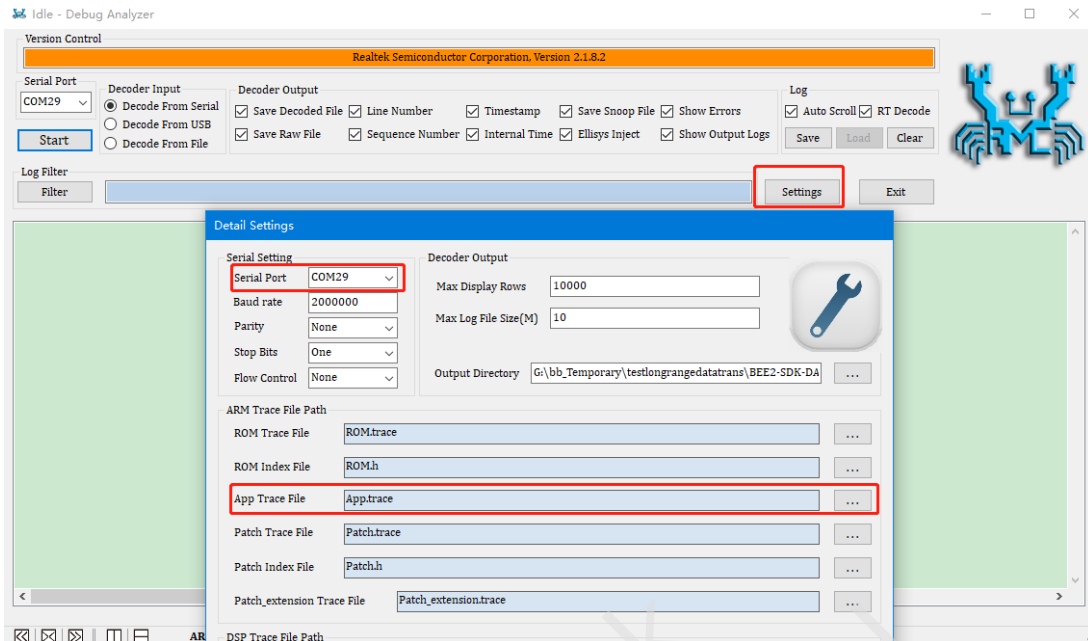 Idle - Debug Analyzer
Version Control
Realtek Semiconductor Corporation, Version 2.1.8.2
Serial Port
COM29
Start
Decoder Input
Decode From Serial
Decode From USB
Decode From File
Decoder Output
Save Decoded File Line Number Timestamp Save Snoop File Show Errors
Save Raw File Sequence Number Internal Time Ellisys Inject Show Output Logs
Log
Auto Scroll RT Decode
Save Load Clear
Log Filter
Filter
Settings
Exit
Detail Settings
Serial Setting
Serial Port COM29
Baud rate 2000000
Parity None
Stop Bits One
Flow Control None
Decoder Output
Max Display Rows 10000
Max Log File Size(M) 10
Output Directory G:\bb_Temporary\testlongrangedatatrans\BEE2-SDK-DA ...
ARM Trace File Path
ROM Trace File ROM.trace ...
ROM Index File ROM.h ...
App Trace File App.trace ...
Patch Trace File Patch.trace ...
Patch Index File Patch.h ...
Patch_extension Trace File Patch_extension.trace ...
DSP Trace File Path
AR